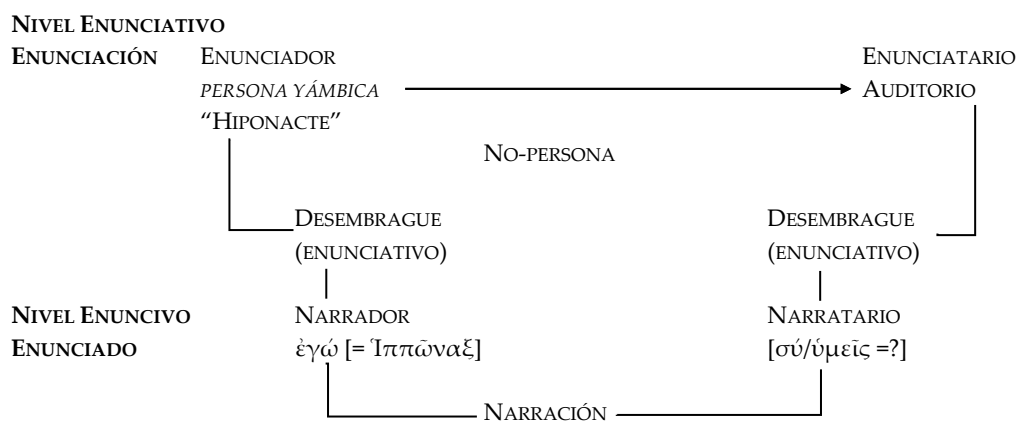 NIVEL ENUNCIATIVO
ENUNCIACIÓN ENUNCIADOR ENUNCIATARIO
PERSONA YÁMBICA AUDITORIO
“HIPONACTE”
NO-PERSONA
DESEMBRAGUE DESEMBRAGUE
(ENUNCIATIVO) (ENUNCIATIVO)
NIVEL ENUNCIVO NARRADOR NARRATARIO
ENUNCIADO ἐγώ [= Ἱππῶναξ] [σύ/ὑμεῖς =?]
NARRACIÓN